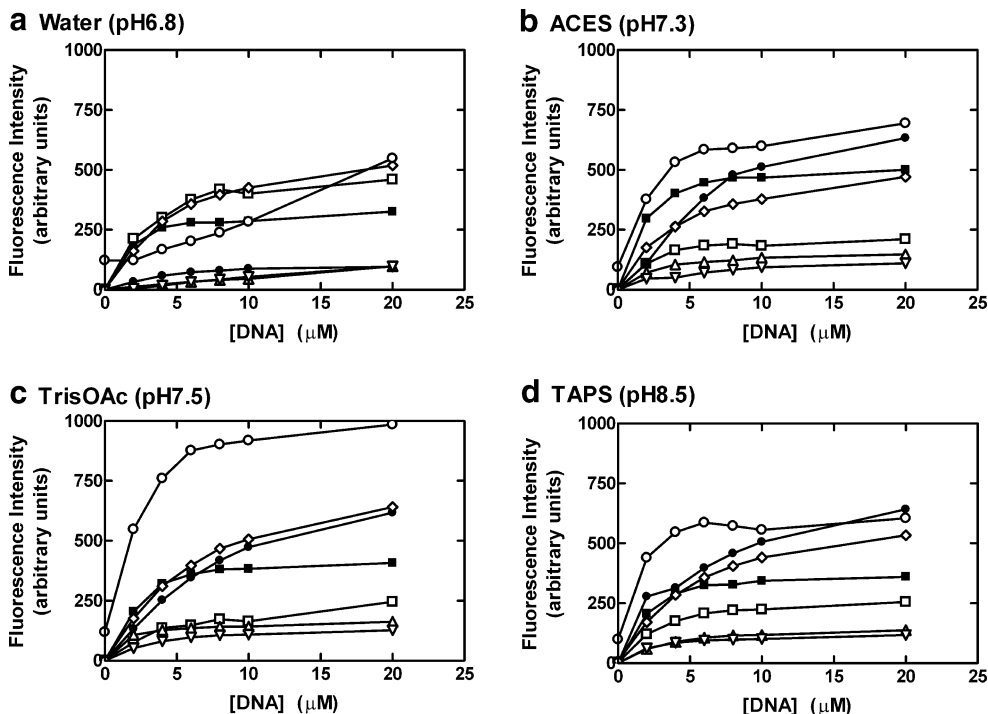 a Water (pH6.8)
1000
750
500
250
0
0 5 10 15 20 25
Fluorescence Intensity
(arbitrary units)
[DNA] (μM)
b ACES (pH7.3)
1000
750
500
250
0
0 5 10 15 20 25
Fluorescence Intensity
(arbitrary units)
[DNA] (μM)
c TrisOAc (pH7.5)
1000
750
500
250
0
0 5 10 15 20 25
Fluorescence Intensity
(arbitrary units)
[DNA] (μM)
d TAPS (pH8.5)
1000
750
500
250
0
0 5 10 15 20 25
Fluorescence Intensity
(arbitrary units)
[DNA] (μM)